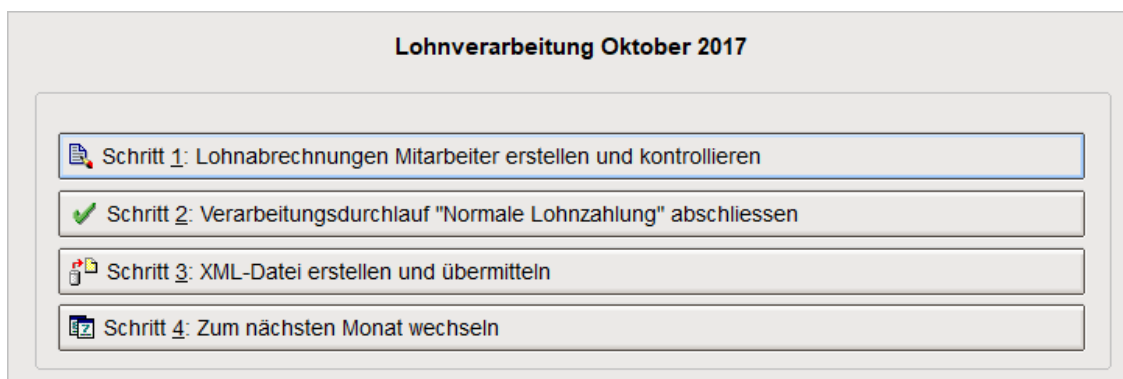 Lohnverarbeitung Oktober 2017
Schritt 1: Lohnabrechnungen Mitarbeiter erstellen und kontrollieren
Schritt 2: Verarbeitungsdurchlauf "Normale Lohnzahlung" abschliessen
Schritt 3: XML-Datei erstellen und übermitteln
Schritt 4: Zum nächsten Monat wechseln